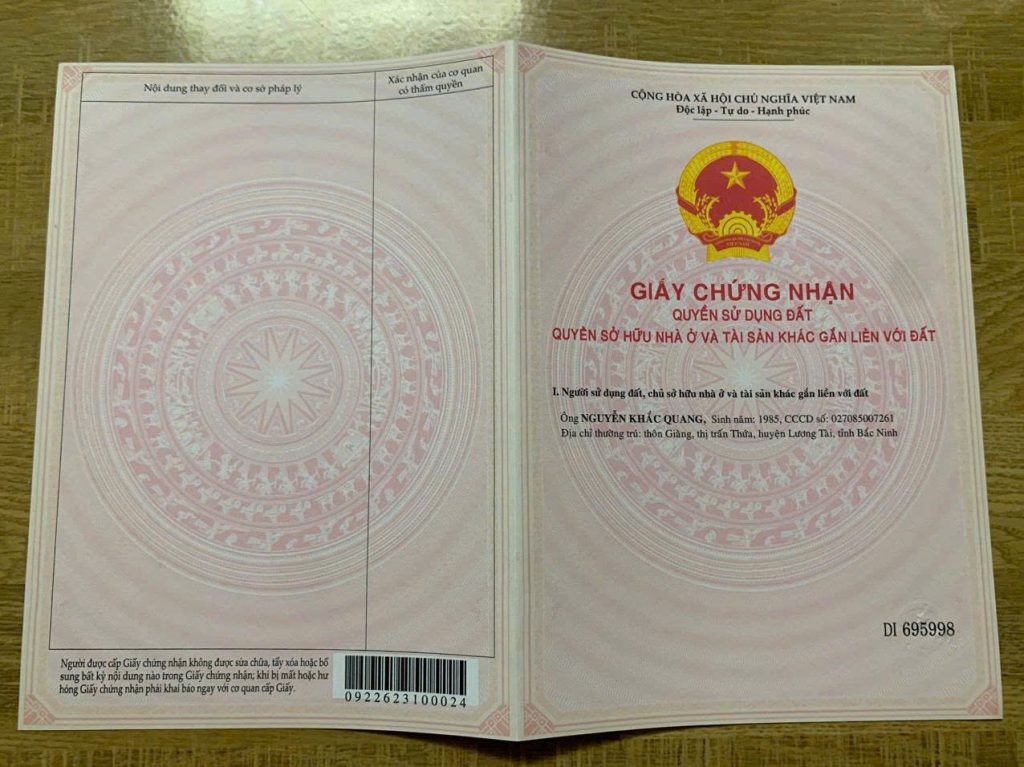 Nội dung thay đổi và cơ sở pháp lý
Xác nhận của cơ quan
có thẩm quyền
Người được cấp Giấy chứng nhận không được sửa chữa, tẩy xóa hoặc bổ
sung bất kỳ nội dung nào trong Giấy chứng nhận; khi bị mất hoặc hư
hỏng Giấy chứng nhận phải khai báo ngay với cơ quan cấp Giấy.
0922623100024
CỘNG HÒA XÃ HỘI CHỦ NGHĨA VIỆT NAM
Độc lập - Tự do - Hạnh phúc
VIỆT NAM
GIẤY CHỨNG NHẬN
QUYỀN SỬ DỤNG ĐẤT
QUYỀN SỞ HỮU NHÀ Ở VÀ TÀI SẢN KHÁC GẮN LIỀN VỚI ĐẤT
I. Người sử dụng đất, chủ sở hữu nhà ở và tài sản khác gắn liền với đất
Ông NGUYỄN KHẮC QUANG, Sinh năm: 1985, CCCD số: 027085007261
Địa chỉ thường trú: thôn Giàng, thị trấn Thứa, huyện Lương Tài, tỉnh Bắc Ninh
DI 695998